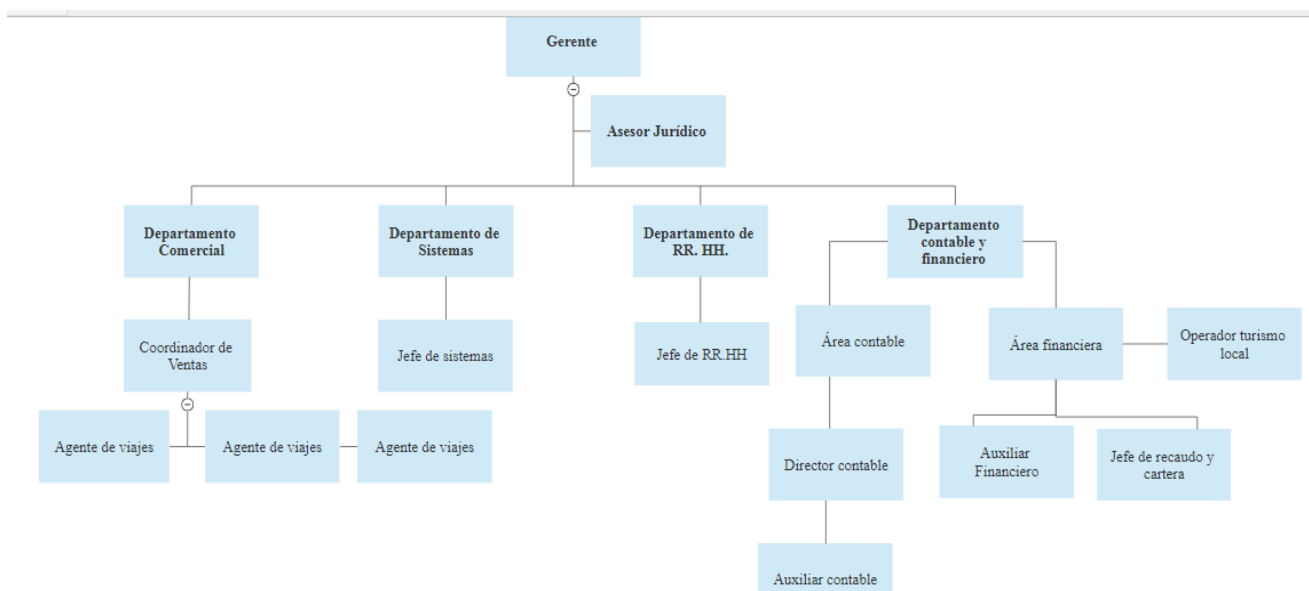 Gerente
Asesor Jurídico
Departamento
Comercial
Departamento de
Sistemas
Departamento de
RR. HH.
Departamento
contable y
financiero
Coordinador de
Ventas
Jefe de sistemas
Jefe de RR.HH
Área contable
Área financiera
Operador turismo
local
Agente de viajes
Agente de viajes
Agente de viajes
Director contable
Auxiliar
Financiero
Jefe de recaudo y
cartera
Auxiliar contable